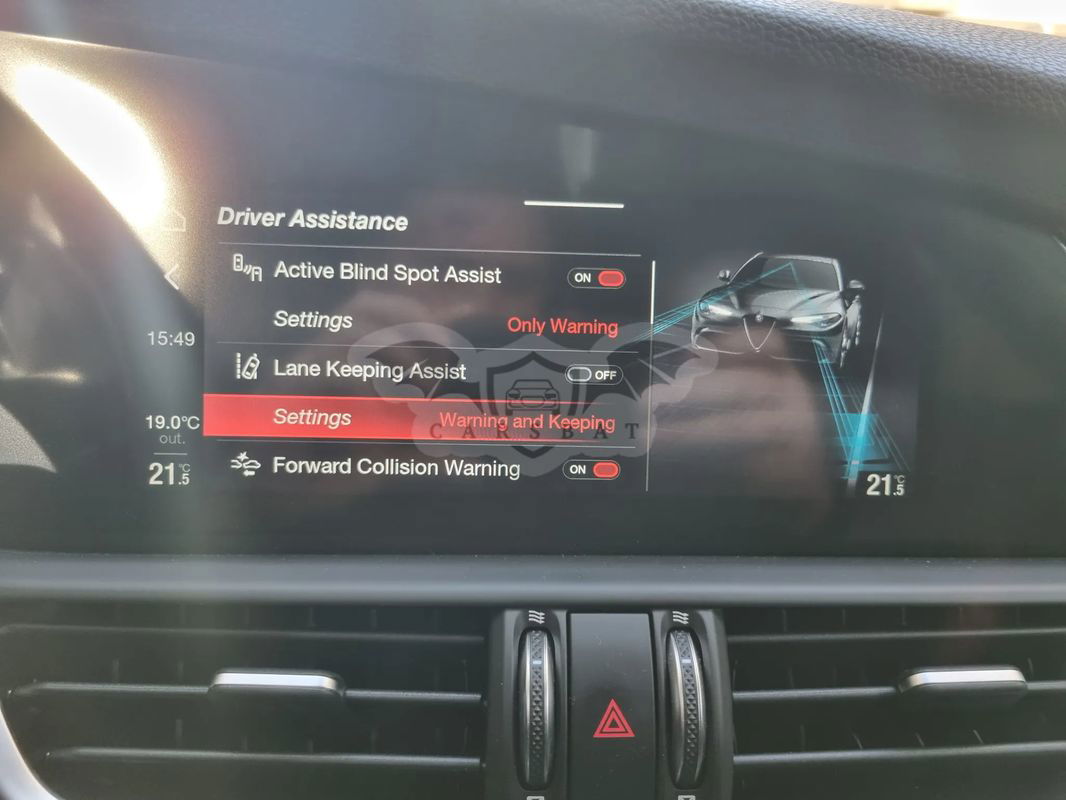 Driver Assistance
Active Blind Spot Assist ON
Settings Only Warning
15:49
Lane Keeping Assist OFF
19.0°C
out.
Settings Warning and Keeping
CARSBAT
21.5°C
Forward Collision Warning ON
21.5°C